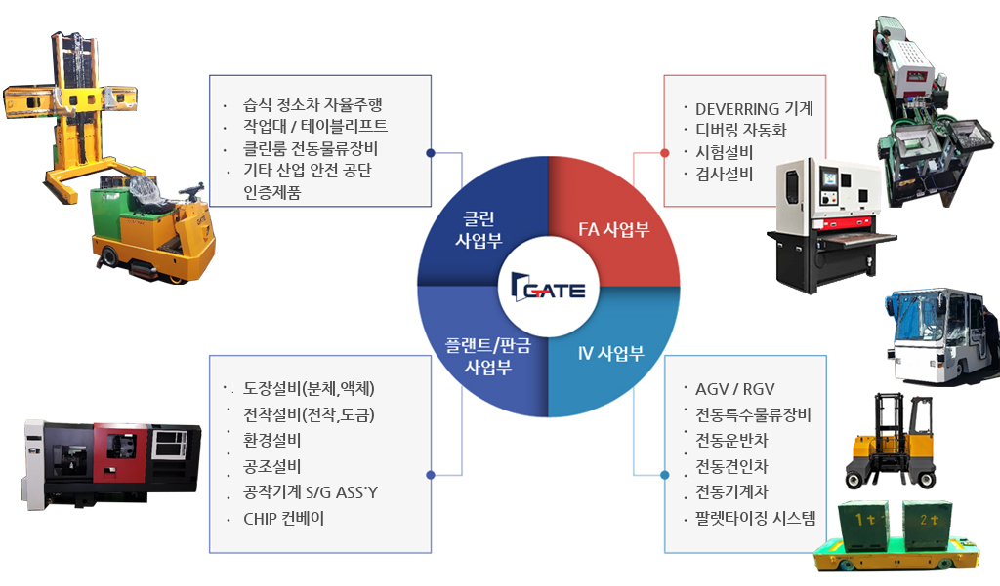 습식 청소차 자율주행
작업대 / 테이블리프트
클린룸 전동물류장비
기타 산업 안전 공단
인증제품
DEVERRING 기계
디버링 자동화
시험설비
검사설비
클린
사업부
FA 사업부
GATE
플랜트/판금
사업부
IV 사업부
도장설비(분체,액체)
전착설비(전착,도금)
환경설비
공조설비
공작기계 S/G ASS'Y
CHIP 컨베이
AGV / RGV
전동특수물류장비
전동운반차
전동견인차
전동기계차
팔렛타이징 시스템
1t
2t